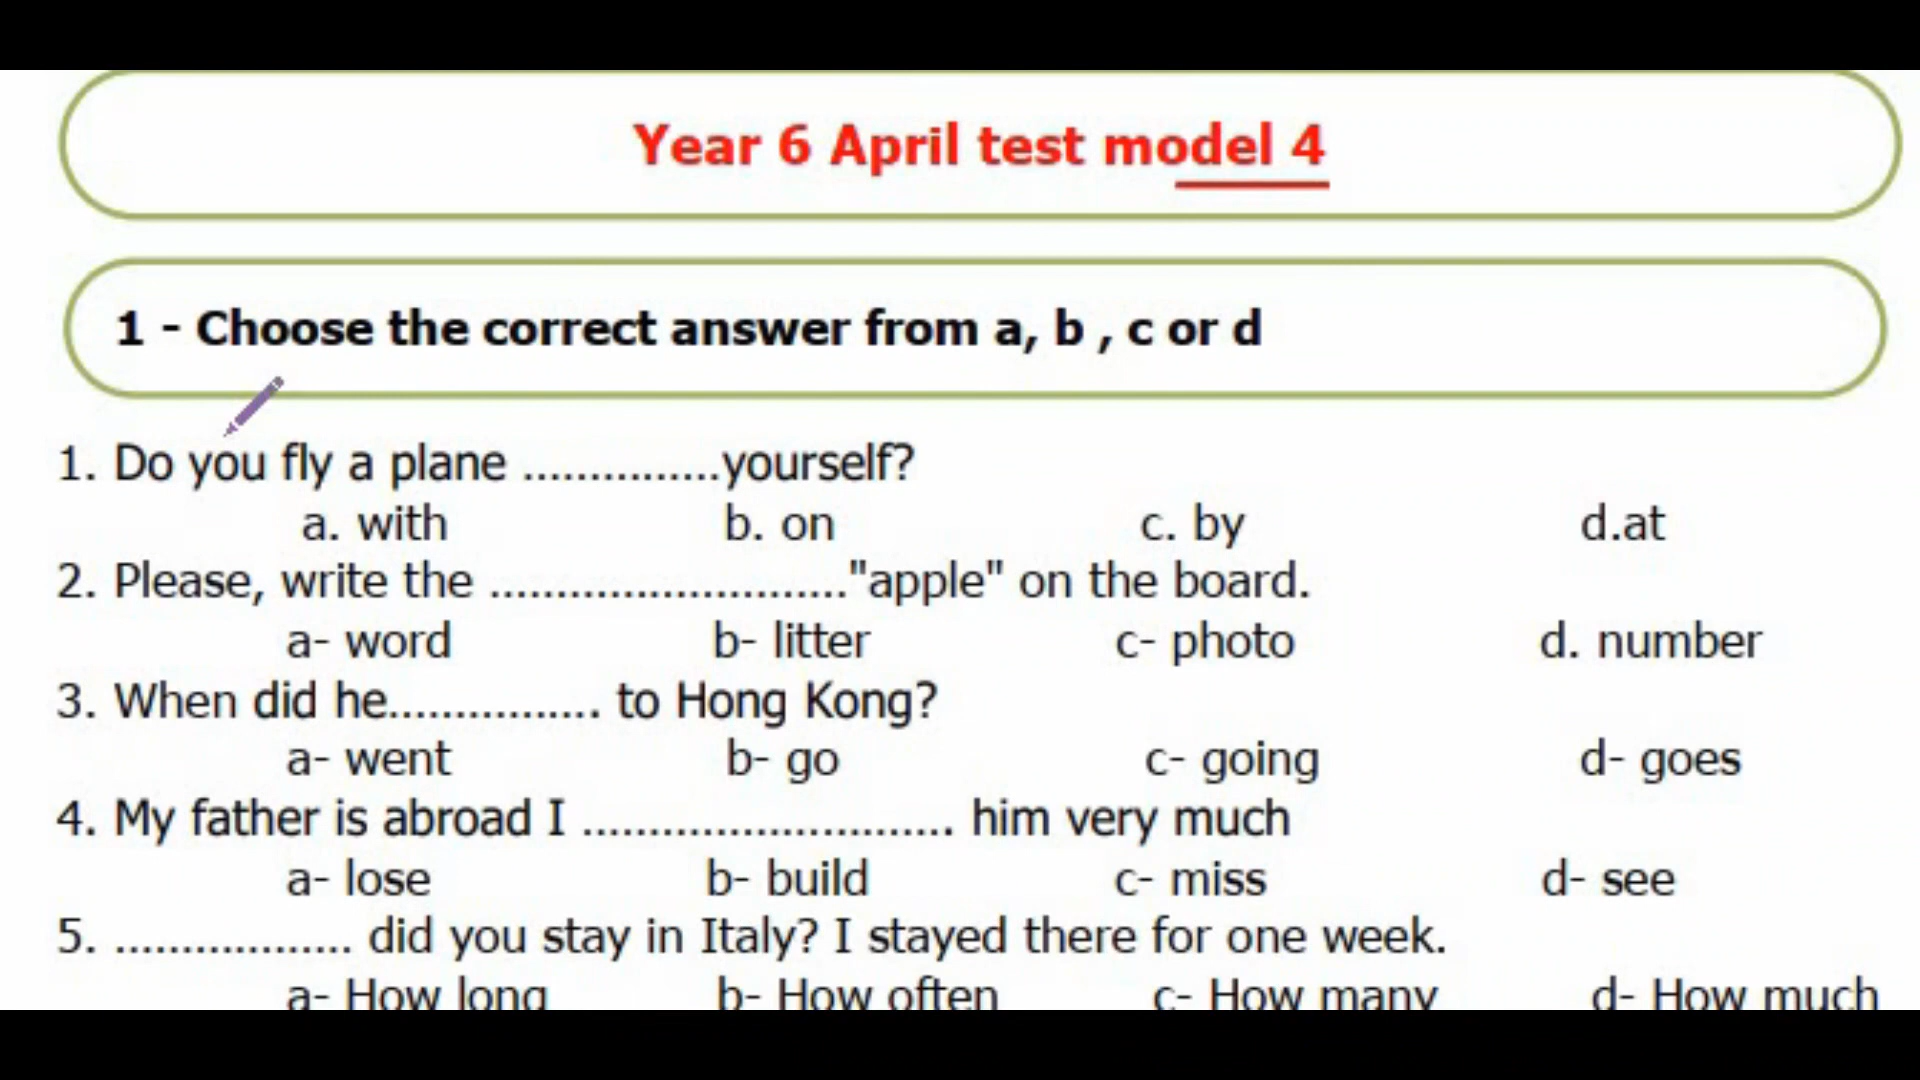 Year 6 April test model 4
1 - Choose the correct answer from a, b , c or d
1. Do you fly a plane ...............yourself?
a. with b. on c. by d.at
2. Please, write the ..........................."apple" on the board.
a- word b- litter c- photo d. number
3. When did he................ to Hong Kong?
a- went b- go c- going d- goes
4. My father is abroad I ............................ him very much
a- lose b- build c- miss d- see
5. .................. did you stay in Italy? I stayed there for one week.
a- How long b- How often c- How many d- How much